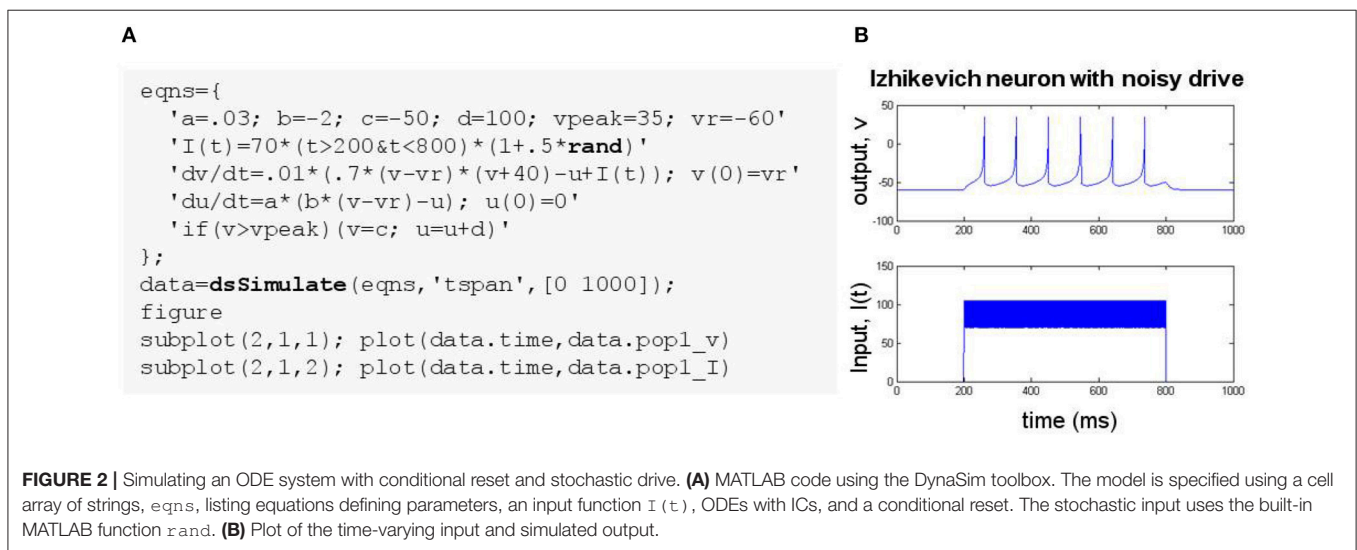 A
eqns={
'a=.03; b=-2; c=-50; d=100; vpeak=35; vr=-60'
'I(t)=70*(t>200&t<800)*(1+.5*rand)'
'dv/dt=.01*(.7*(v-vr)*(v+40)-u+I(t)); v(0)=vr'
'du/dt=a*(b*(v-vr)-u); u(0)=0'
'if(v>vpeak)(v=c; u=u+d)'
};
data=dsSimulate(eqns,'tspan',[0 1000]);
figure
subplot(2,1,1); plot(data.time,data.pop1_v)
subplot(2,1,2); plot(data.time,data.pop1_I)
B
Izhikevich neuron with noisy drive
output, v
50
0
-50
-100
0 200 400 600 800 1000
Input, I(t)
150
100
50
0
0 200 400 600 800 1000
time (ms)
FIGURE 2 | Simulating an ODE system with conditional reset and stochastic drive. (A) MATLAB code using the DynaSim toolbox. The model is specified using a cell
array of strings, eqns, listing equations defining parameters, an input function I(t), ODEs with ICs, and a conditional reset. The stochastic input uses the built-in
MATLAB function rand. (B) Plot of the time-varying input and simulated output.